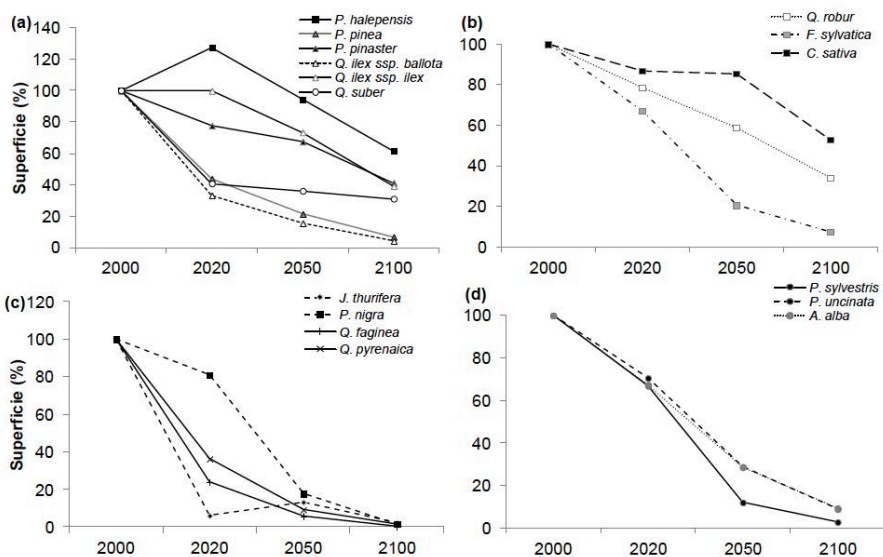 (a)
P. halepensis
P. pinea
P. pinaster
Q. ilex ssp. ballota
Q. ilex ssp. ilex
Q. suber
Superficie (%)
140
120
100
80
60
40
20
0
2000 2020 2050 2100
(b)
Q. robur
F. sylvatica
C. sativa
100
80
60
40
20
0
2000 2020 2050 2100
(c)
J. thurifera
P. nigra
Q. faginea
Q. pyrenaica
Superficie (%)
120
100
80
60
40
20
0
2000 2020 2050 2100
(d)
P. sylvestris
P. uncinata
A. alba
100
80
60
40
20
0
2000 2020 2050 2100